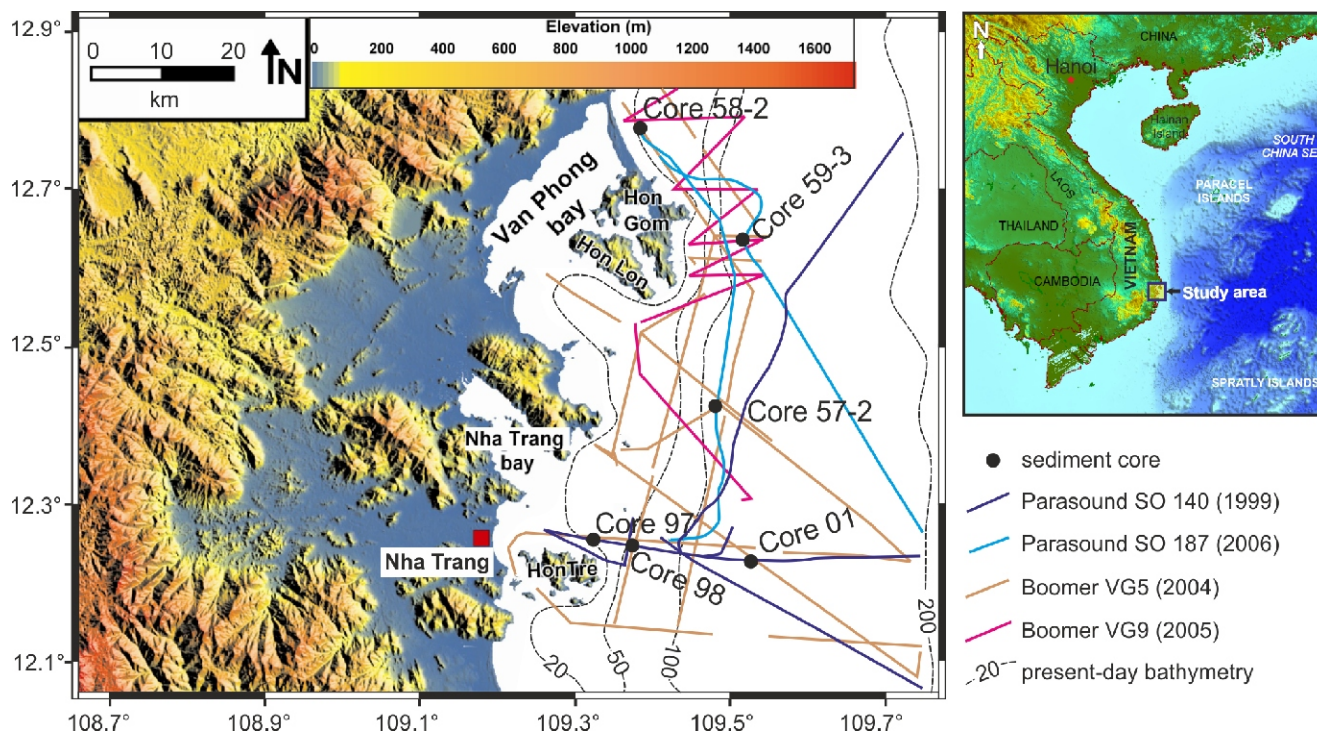 12.9°
12.7°
12.5°
12.3°
12.1°
108.7°
108.9°
109.1°
109.3°
109.5°
109.7°
0
10
20
km
N
Elevation (m)
0
200
400
600
800
1000
1200
1400
1600
Core 58-2
Core 59-3
Van Phong
bay
Hon
Gom
Hon Lon
Core 57-2
Nha Trang
bay
Core 97
Core 98
Core 01
Nha Trang
HonTre
20
50
100
200
N
CHINA
Hanoi
Hainan
Island
LAOS
SOUTH
CHINA SE
PARACEL
ISLANDS
THAILAND
VIETNAM
CAMBODIA
Study area
SPRATLY ISLANDS
sediment core
Parasound SO 140 (1999)
Parasound SO 187 (2006)
Boomer VG5 (2004)
Boomer VG9 (2005)
20
present-day bathymetry